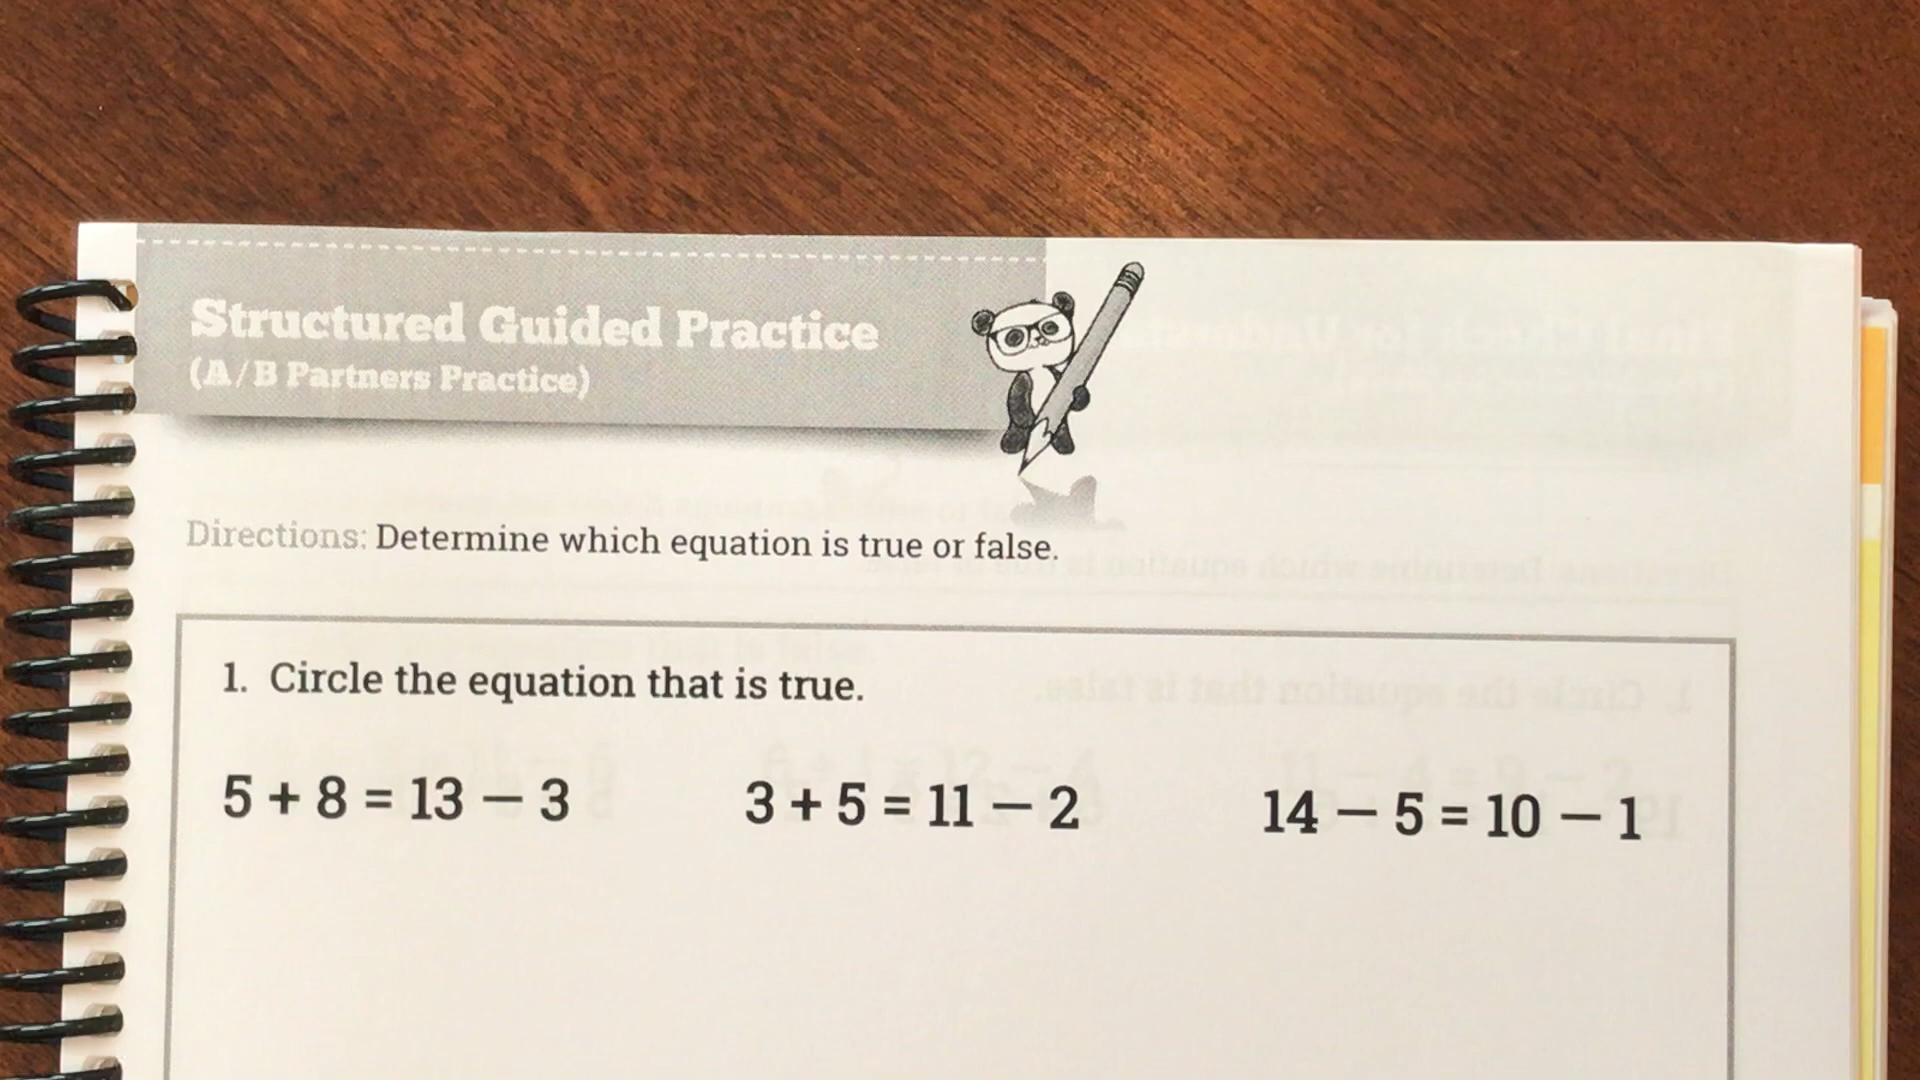 Structured Guided Practice
(A/B Partners Practice)
Directions: Determine which equation is true or false.
1. Circle the equation that is true.
5 + 8 = 13 − 3 3 + 5 = 11 − 2 14 − 5 = 10 − 1